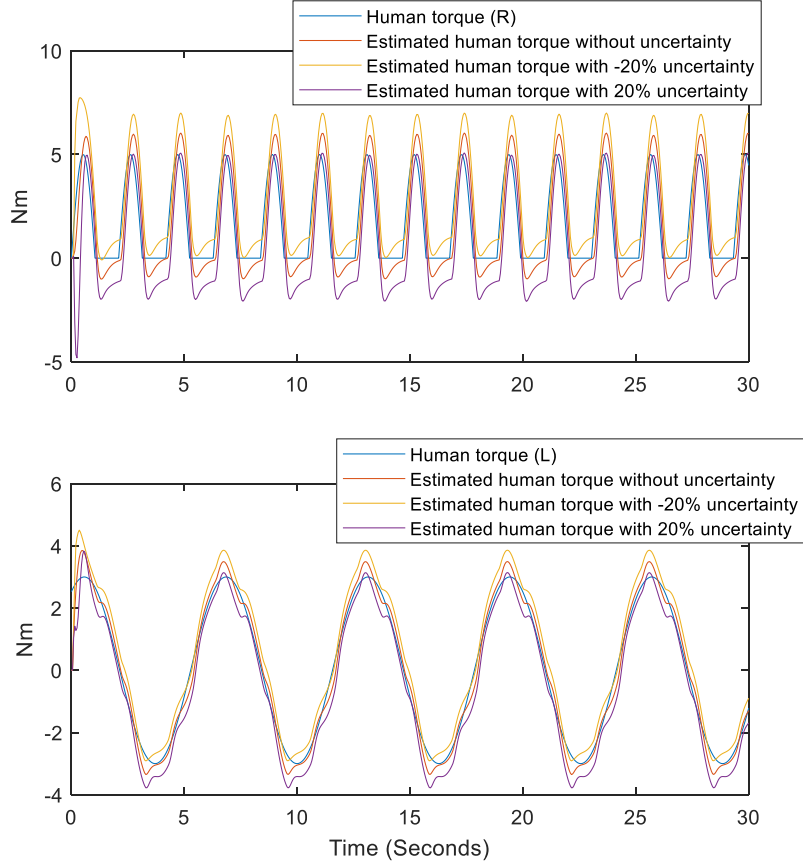 Human torque (R)
Estimated human torque without uncertainty
Estimated human torque with -20% uncertainty
Estimated human torque with 20% uncertainty
10
5
0
-5
Nm
0 5 10 15 20 25 30
Human torque (L)
Estimated human torque without uncertainty
Estimated human torque with -20% uncertainty
Estimated human torque with 20% uncertainty
6
4
2
0
-2
-4
Nm
0 5 10 15 20 25 30
Time (Seconds)